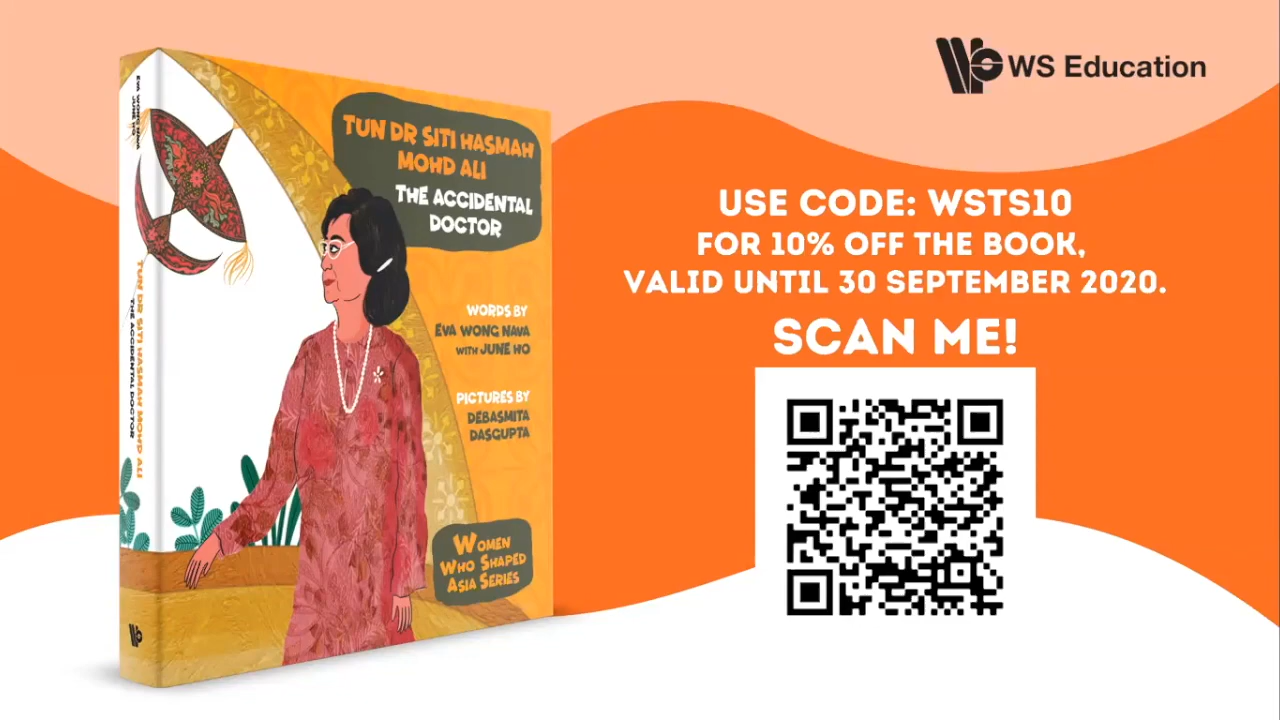 EVA WONG NAVA
JUNE HO
TUN DR SITI HASMAH MOHD ALI
THE ACCIDENTAL DOCTOR
TUN DR SITI HASMAH
MOHD ALI
THE ACCIDENTAL
DOCTOR
WORDS BY
EVA WONG NAVA
WITH JUNE HO
PICTURES BY
DEBASMITA
DASGUPTA
WOMEN
WHO SHAPED
ASIA SERIES
WS Education
USE CODE: WSTS10
FOR 10% OFF THE BOOK,
VALID UNTIL 30 SEPTEMBER 2020.
SCAN ME!